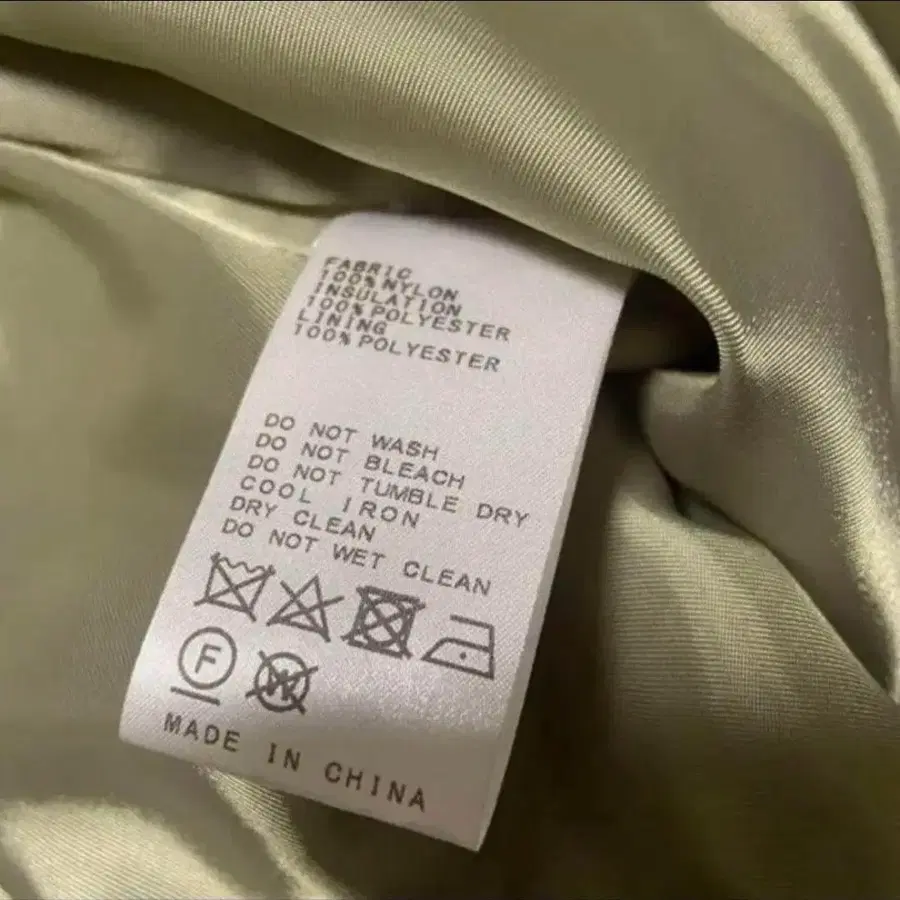 FABRIC
100%NYLON
INSULATION
100%POLYESTER
LINING
100%POLYESTER
DO NOT WASH
DO NOT BLEACH
DO NOT TUMBLE DRY
COOL IRON
DRY CLEAN
DO NOT WET CLEAN
F W
MADE IN CHINA